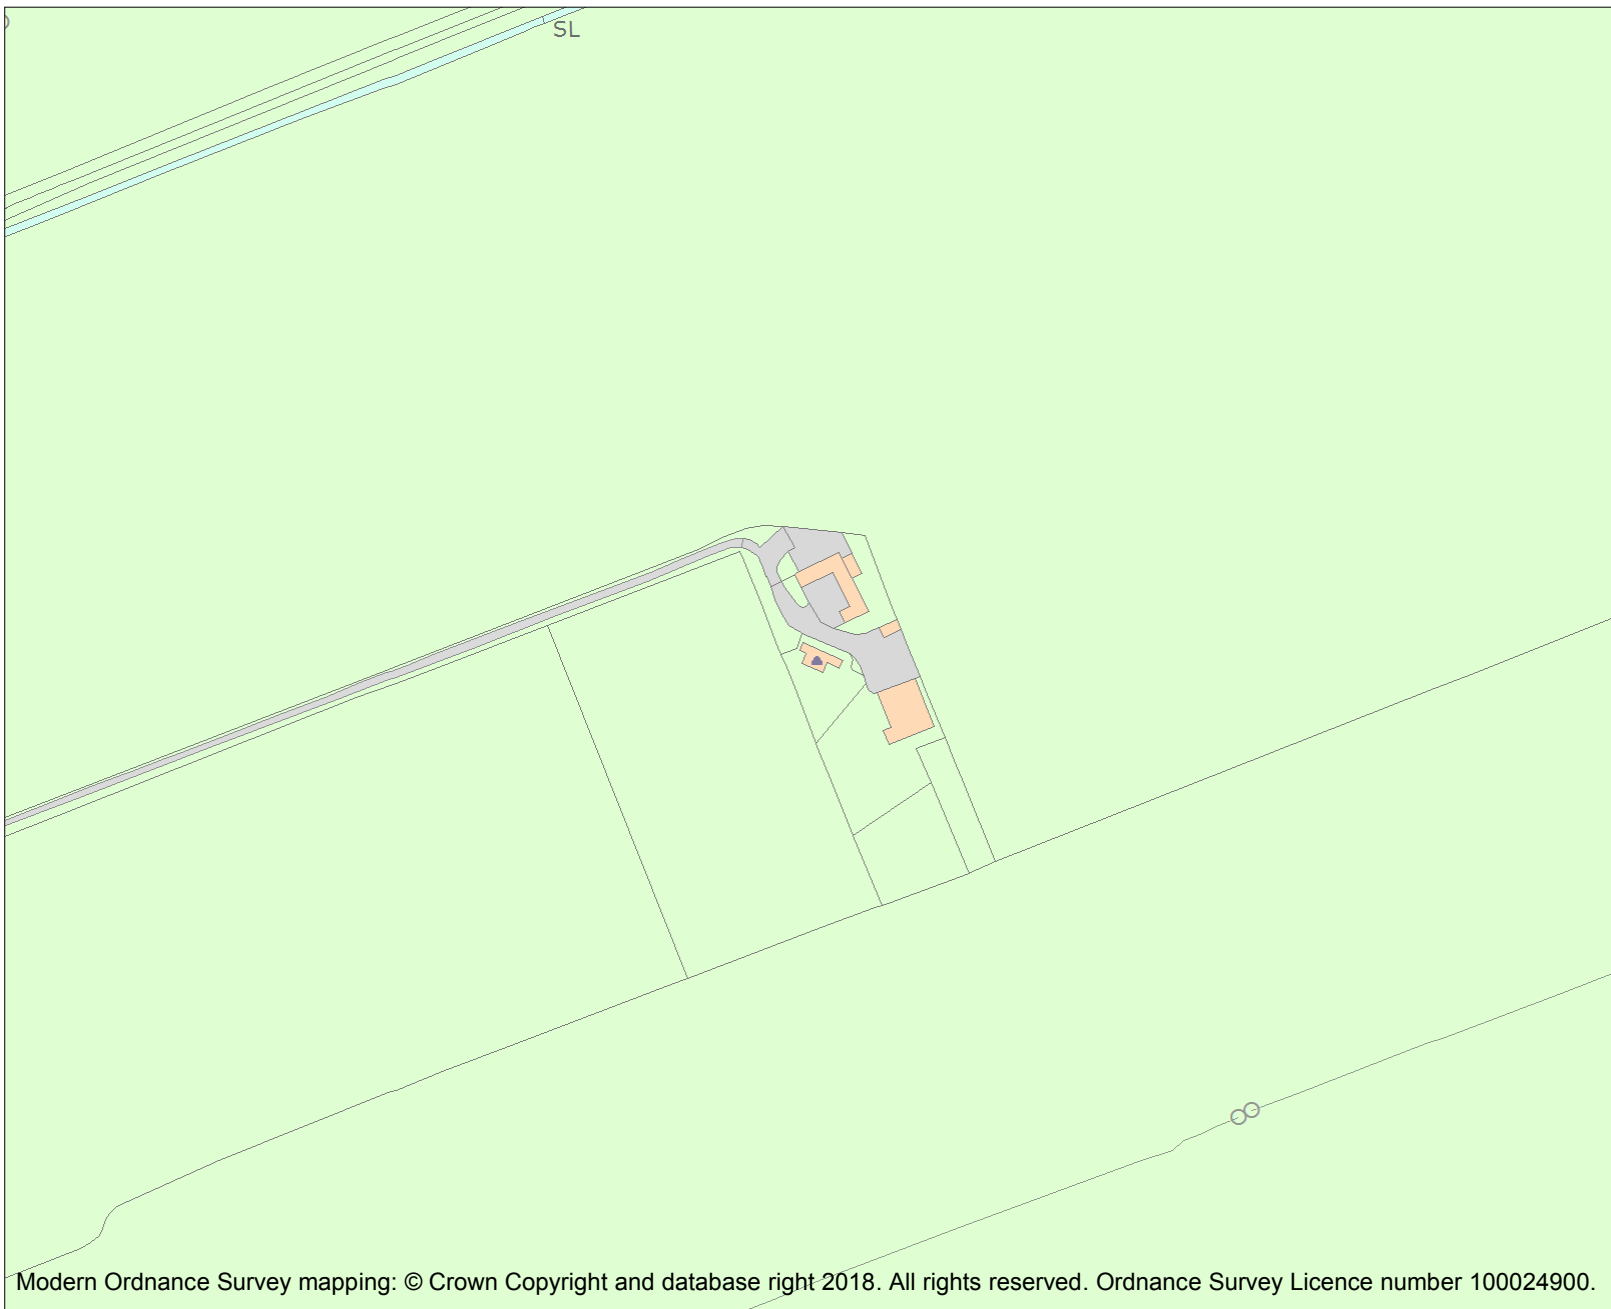 SL
Modern Ordnance Survey mapping: © Crown Copyright and database right 2018. All rights reserved. Ordnance Survey Licence number 100024900.